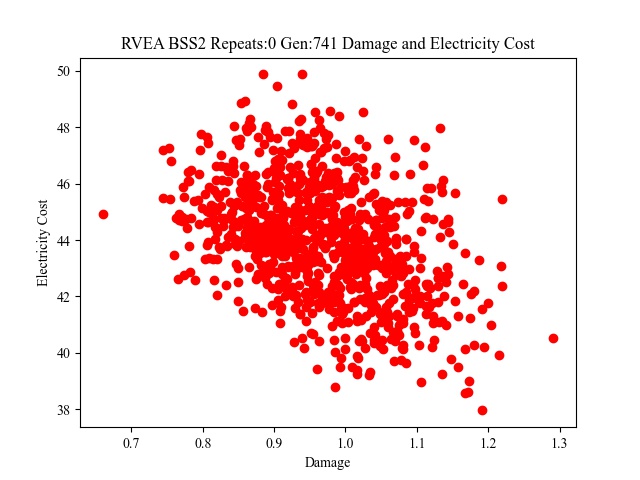 RVEA BSS2 Repeats:0 Gen:741 Damage and Electricity Cost
50
48
46
44
42
40
38
Electricity Cost
0.7 0.8 0.9 1.0 1.1 1.2 1.3
Damage